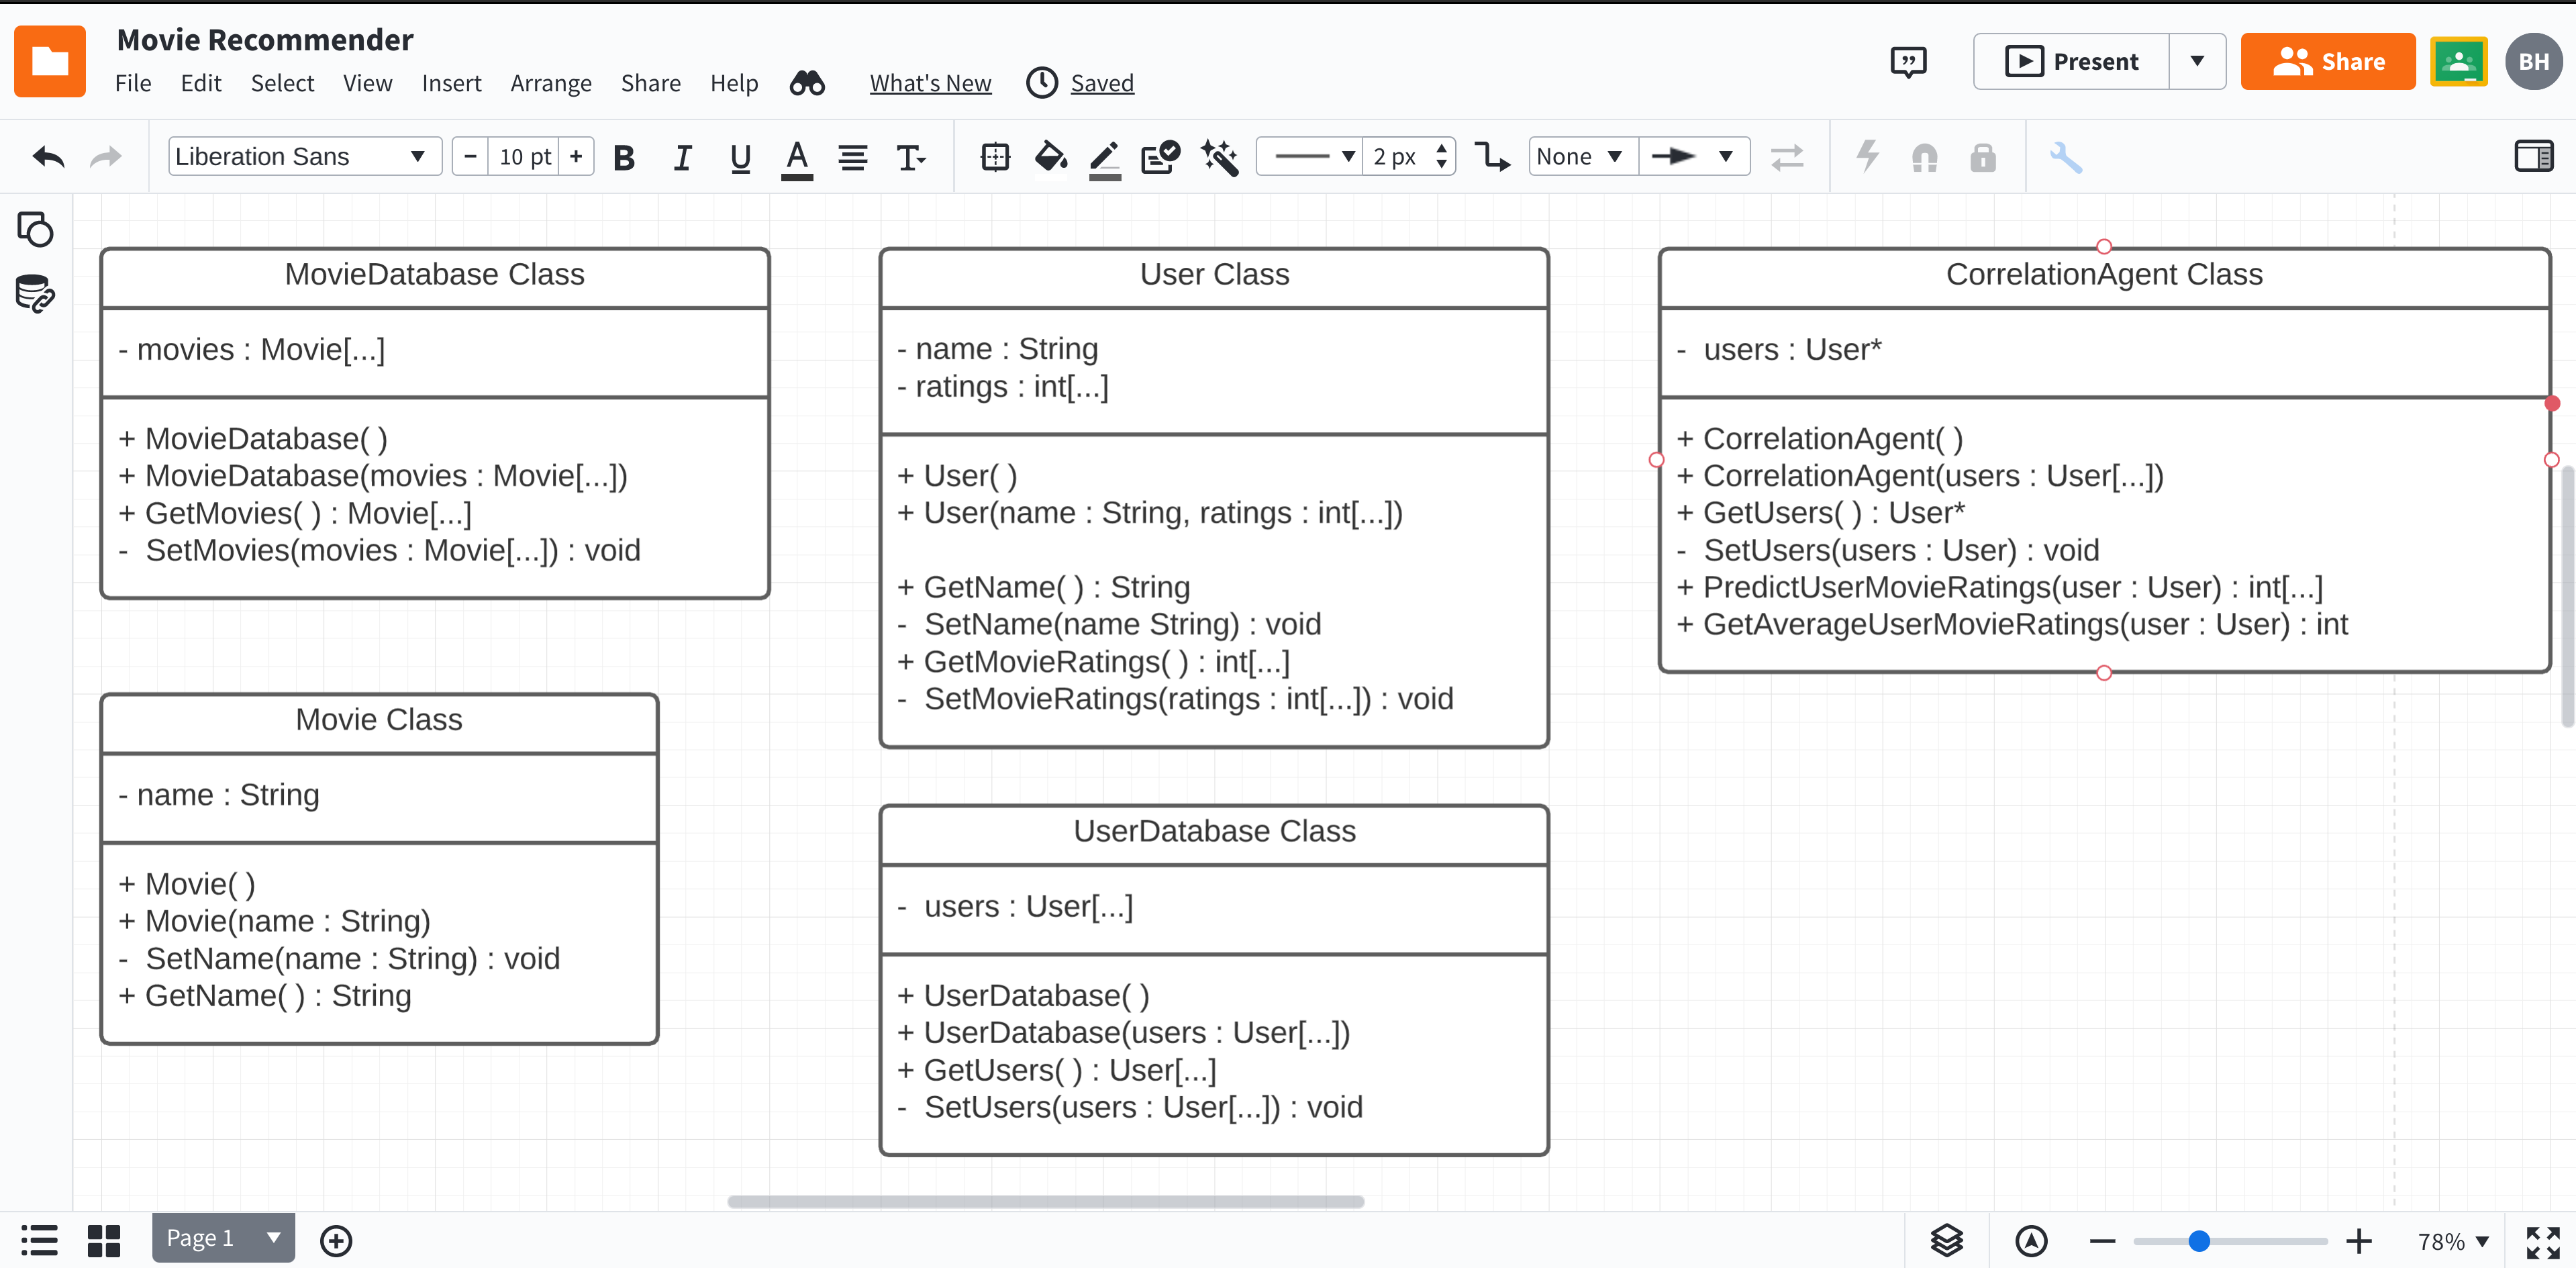 Movie Recommender
File Edit Select View Insert Arrange Share Help What's New Saved
Present Share BH
Liberation Sans − 10 pt + B I U A T 2 px None
MovieDatabase Class
- movies : Movie[...]
+ MovieDatabase( )
+ MovieDatabase(movies : Movie[...])
+ GetMovies( ) : Movie[...]
- SetMovies(movies : Movie[...]) : void
Movie Class
- name : String
+ Movie( )
+ Movie(name : String)
- SetName(name : String) : void
+ GetName( ) : String
User Class
- name : String
- ratings : int[...]
+ User( )
+ User(name : String, ratings : int[...])
+ GetName( ) : String
- SetName(name String) : void
+ GetMovieRatings( ) : int[...]
- SetMovieRatings(ratings : int[...]) : void
UserDatabase Class
- users : User[...]
+ UserDatabase( )
+ UserDatabase(users : User[...])
+ GetUsers( ) : User[...]
- SetUsers(users : User[...]) : void
CorrelationAgent Class
- users : User*
+ CorrelationAgent( )
+ CorrelationAgent(users : User[...])
+ GetUsers( ) : User*
- SetUsers(users : User) : void
+ PredictUserMovieRatings(user : User) : int[...]
+ GetAverageUserMovieRatings(user : User) : int
Page 1
78%